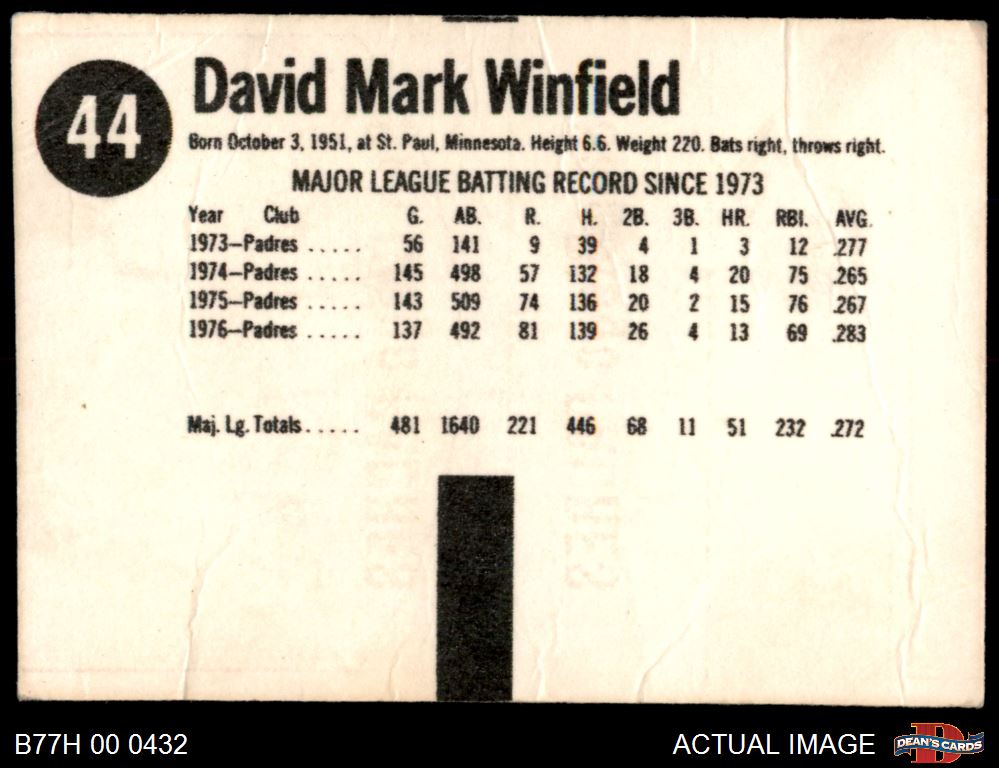 44
David Mark Winfield
Born October 3, 1951, at St. Paul, Minnesota. Height 6.6. Weight 220. Bats right, throws right.
MAJOR LEAGUE BATTING RECORD SINCE 1973
Year Club G. AB. R. H. 2B. 3B. HR. RBI. AVG.
1973—Padres ..... 56 141 9 39 4 1 3 12 .277
1974—Padres ..... 145 498 57 132 18 4 20 75 .265
1975—Padres ..... 143 509 74 136 20 2 15 76 .267
1976—Padres ..... 137 492 81 139 26 4 13 69 .283
Maj. Lg. Totals ..... 481 1640 221 446 68 11 51 232 .272
B77H 00 0432
ACTUAL IMAGE
DEAN'S CARDS